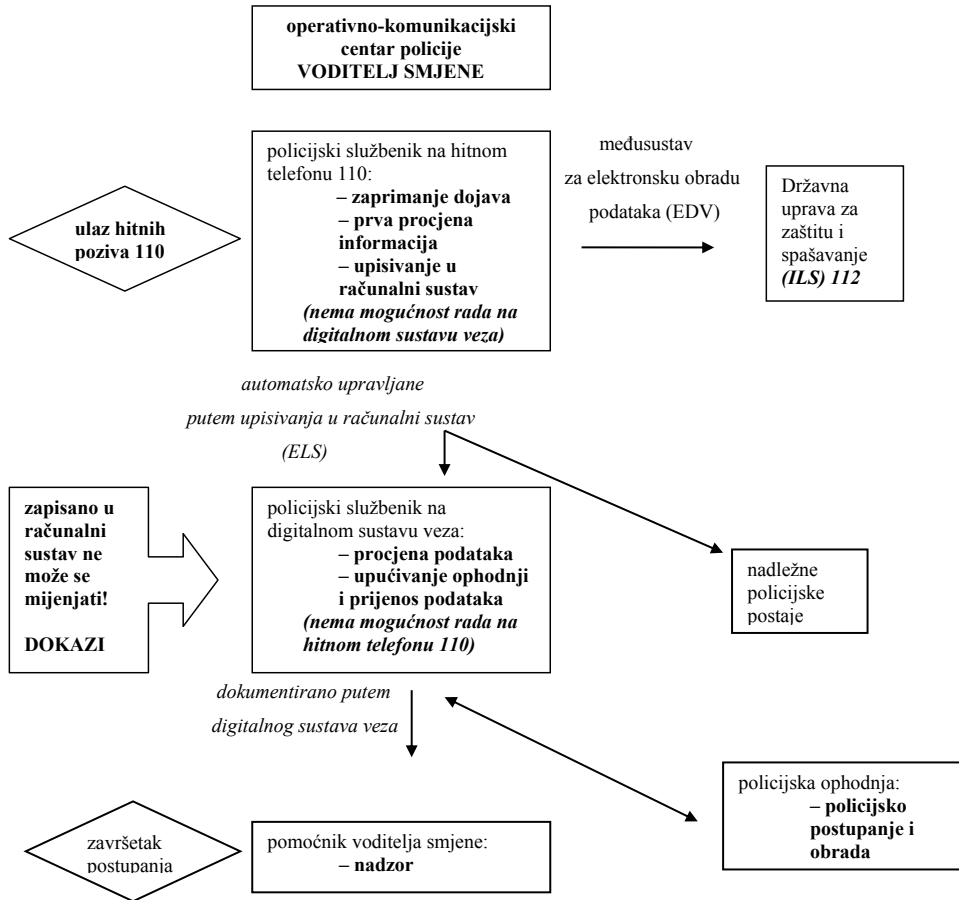 operativno-komunikacijski
centar policije
VODITELJ SMJENE
ulaz hitnih
poziva 110
policijski službenik na hitnom
telefonu 110:
– zaprimanje dojava
– prva procjena
informacija
– upisivanje u
računalni sustav
(nema mogućnost rada na
digitalnom sustavu veza)
međusustav
za elektronsku obradu
podataka (EDV)
Državna
uprava za
zaštitu i
spašavanje
(ILS) 112
automatsko upravljane
putem upisivanja u računalni sustav
(ELS)
zapisano u
računalni
sustav ne
može se
mijenjati!
DOKAZI
policijski službenik na
digitalnom sustavu veza:
– procjena podataka
– upućivanje ophodnji
i prijenos podataka
(nema mogućnost rada na
hitnom telefonu 110)
nadležne
policijske
postaje
dokumentirano putem
digitalnog sustava veza
policijska ophodnja:
– policijsko
postupanje i
obrada
završetak
postupanja
pomoćnik voditelja smjene:
– nadzor